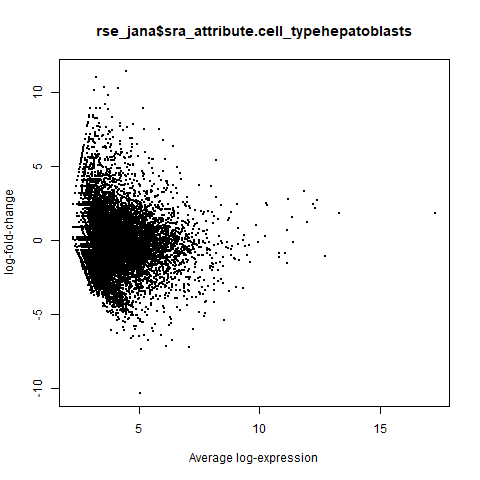 rse_jana$sra_attribute.cell_typehepatoblasts
10
5
0
-5
-10
log-fold-change
5
10
15
Average log-expression